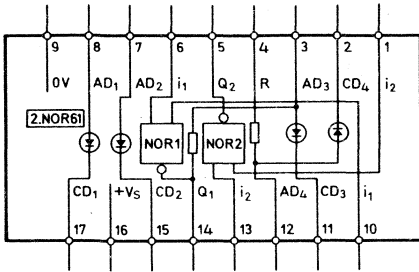 9 8 7 6 5 4 3 2 1
0V AD₁ AD₂ i₁ Q₂ R AD₃ CD₄ i₂
2.NOR61
NOR1 NOR2
CD₁ +Vs CD₂ Q₁ i₂ AD₄ CD₃ i₁
17 16 15 14 13 12 11 10